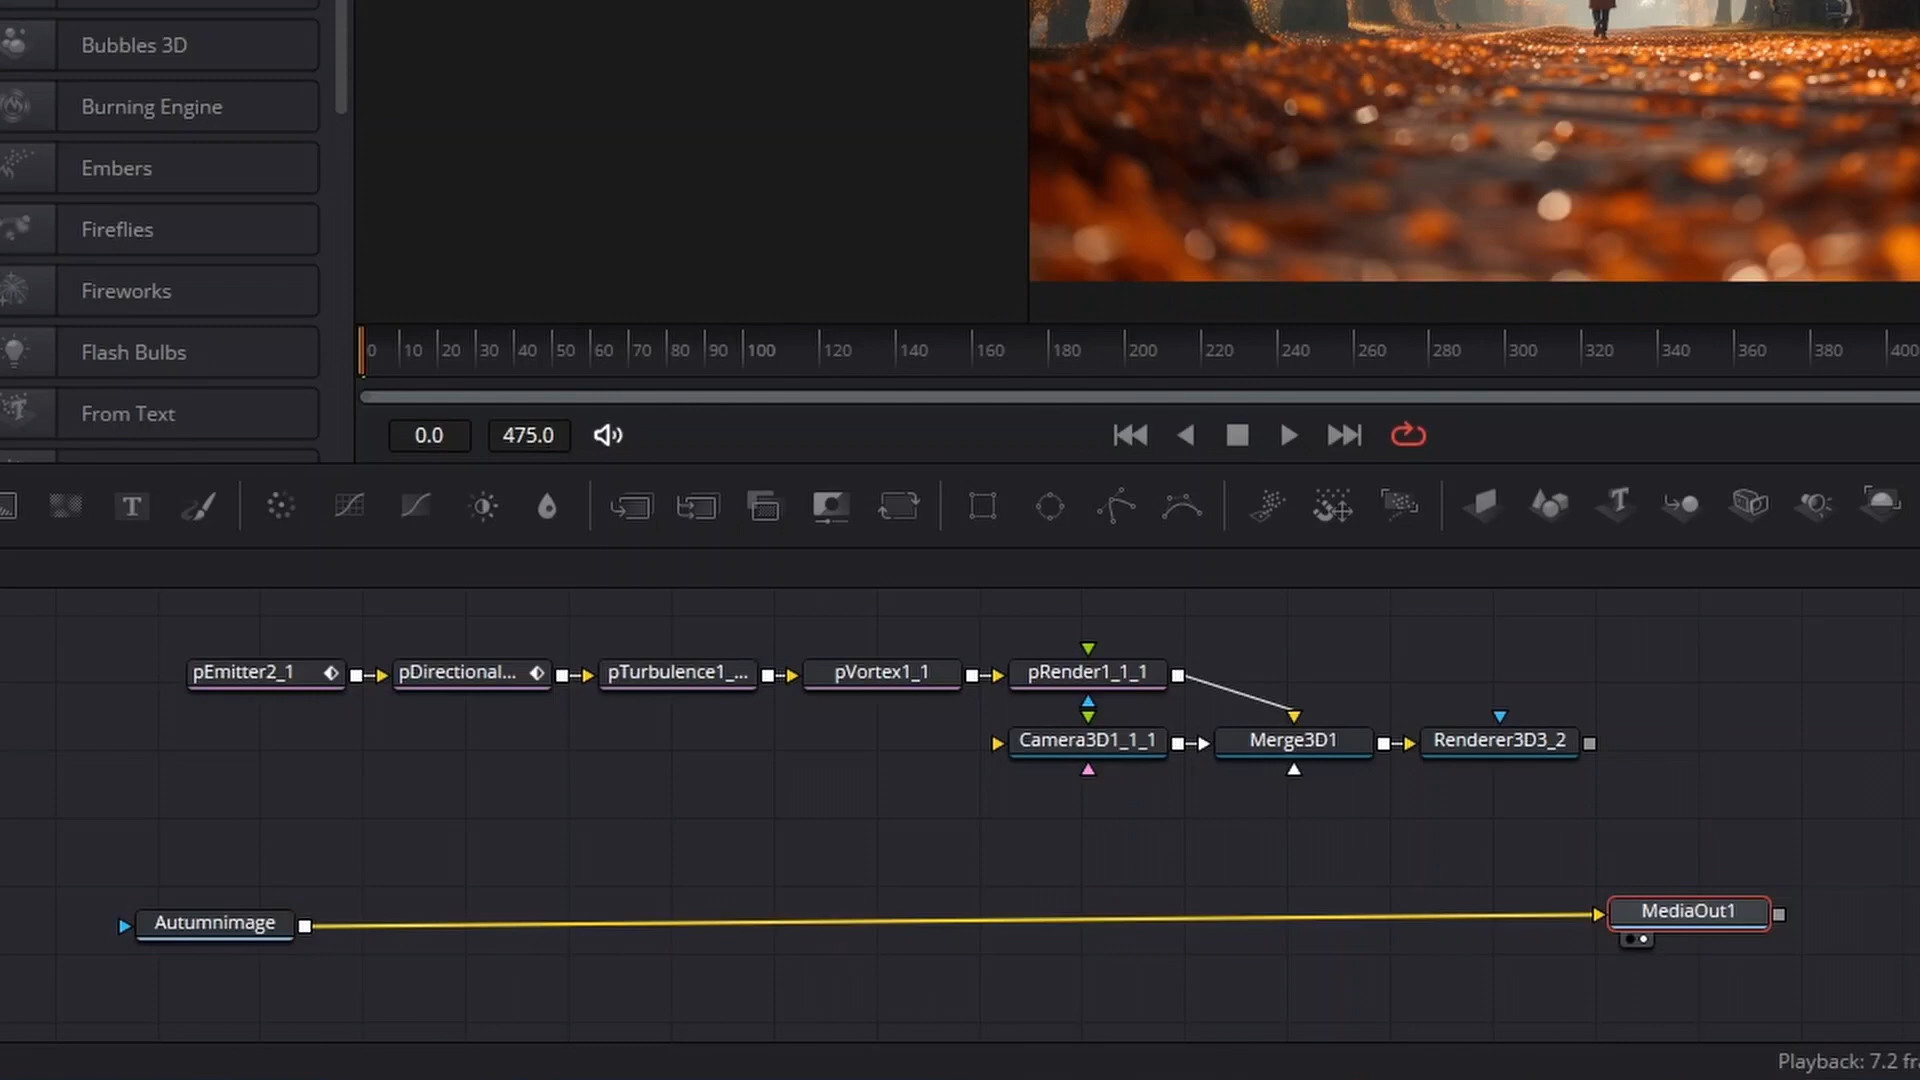 Bubbles 3D
Burning Engine
Embers
Fireflies
Fireworks
Flash Bulbs
From Text
0 10 20 30 40 50 60 70 80 90 100 120 140 160 180 200 220 240 260 280 300 320 340 360 380 400
0.0 475.0
T
pEmitter2_1 pDirectional... pTurbulence1_... pVortex1_1 pRender1_1_1
Camera3D1_1_1 Merge3D1 Renderer3D3_2
Autumnimage MediaOut1
Playback: 7.2 fra